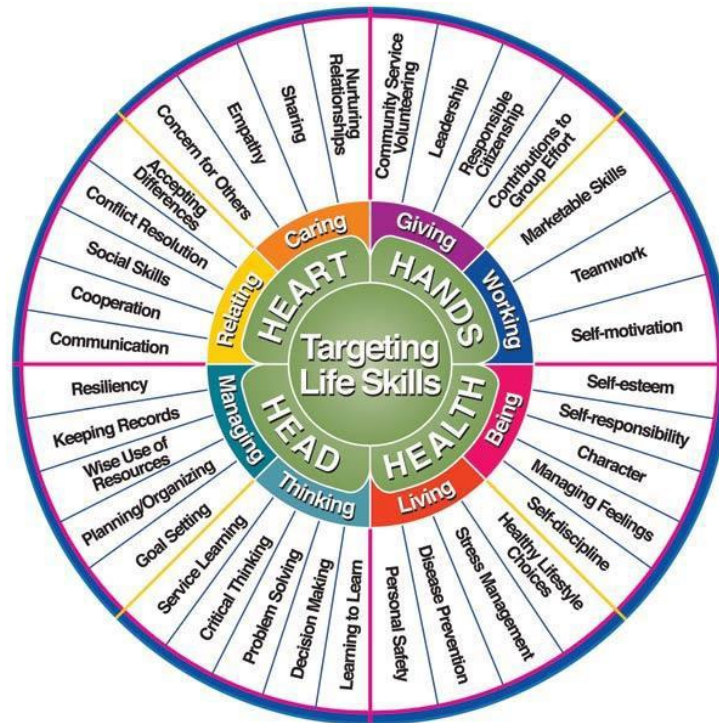 Targeting
Life Skills
HEART
HANDS
HEALTH
HEAD
Caring
Giving
Working
Being
Living
Thinking
Managing
Relating
Nurturing
Relationships
Sharing
Empathy
Concern for Others
Accepting
Differences
Conflict Resolution
Social Skills
Cooperation
Communication
Community Service
Volunteering
Leadership
Responsible
Citizenship
Contributions to
Group Effort
Marketable Skills
Teamwork
Self-motivation
Self-esteem
Self-responsibility
Character
Managing Feelings
Self-discipline
Healthy Lifestyle
Choices
Stress Management
Disease Prevention
Personal Safety
Learning to Learn
Decision Making
Problem Solving
Critical Thinking
Service Learning
Goal Setting
Planning/Organizing
Wise Use of
Resources
Keeping Records
Resiliency